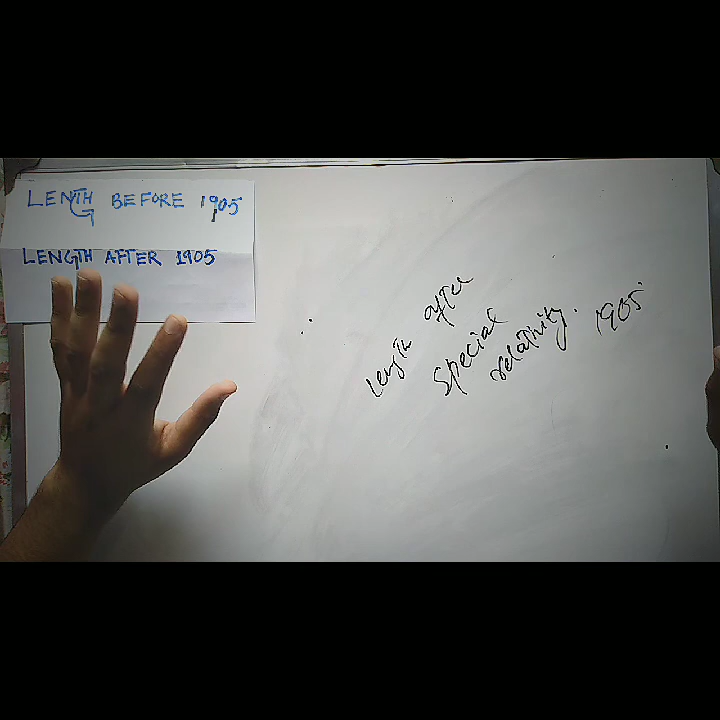 LENGTH BEFORE 1905
LENGTH AFTER 1905
length after
special
relativity. 1905.